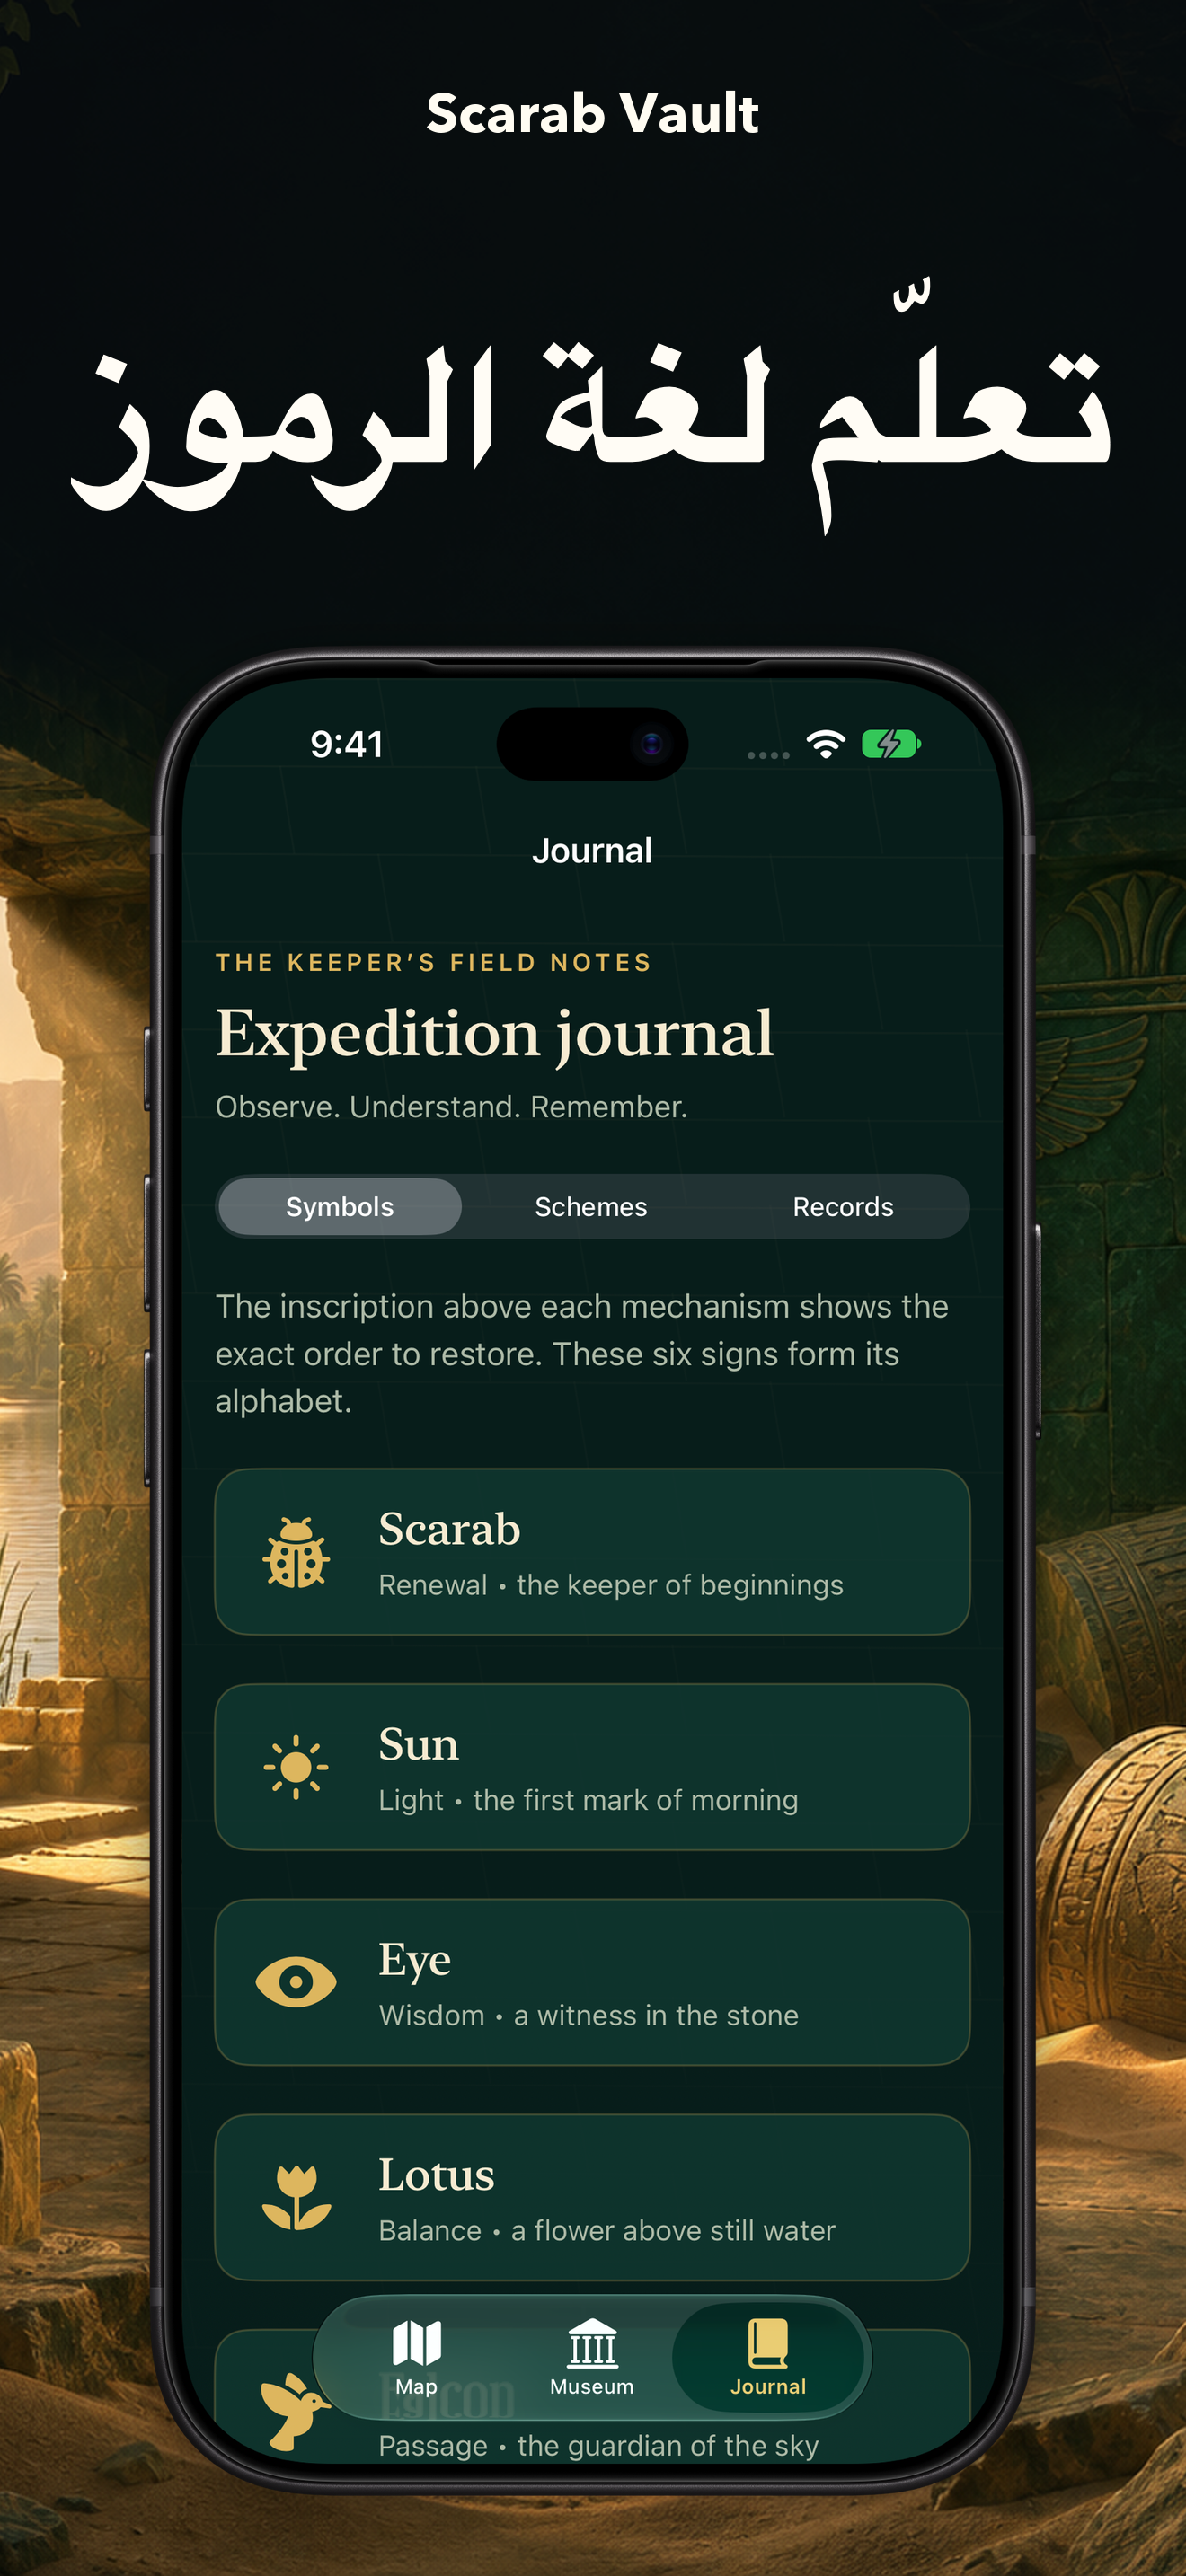 Scarab Vault
تعلّم لغة الرموز
9:41
Journal
THE KEEPER’S FIELD NOTES
Expedition journal
Observe. Understand. Remember.
Symbols
Schemes
Records
The inscription above each mechanism shows the
exact order to restore. These six signs form its
alphabet.
Scarab
Renewal • the keeper of beginnings
Sun
Light • the first mark of morning
Eye
Wisdom • a witness in the stone
Lotus
Balance • a flower above still water
Falcon
Passage • the guardian of the sky
Map
Museum
Journal